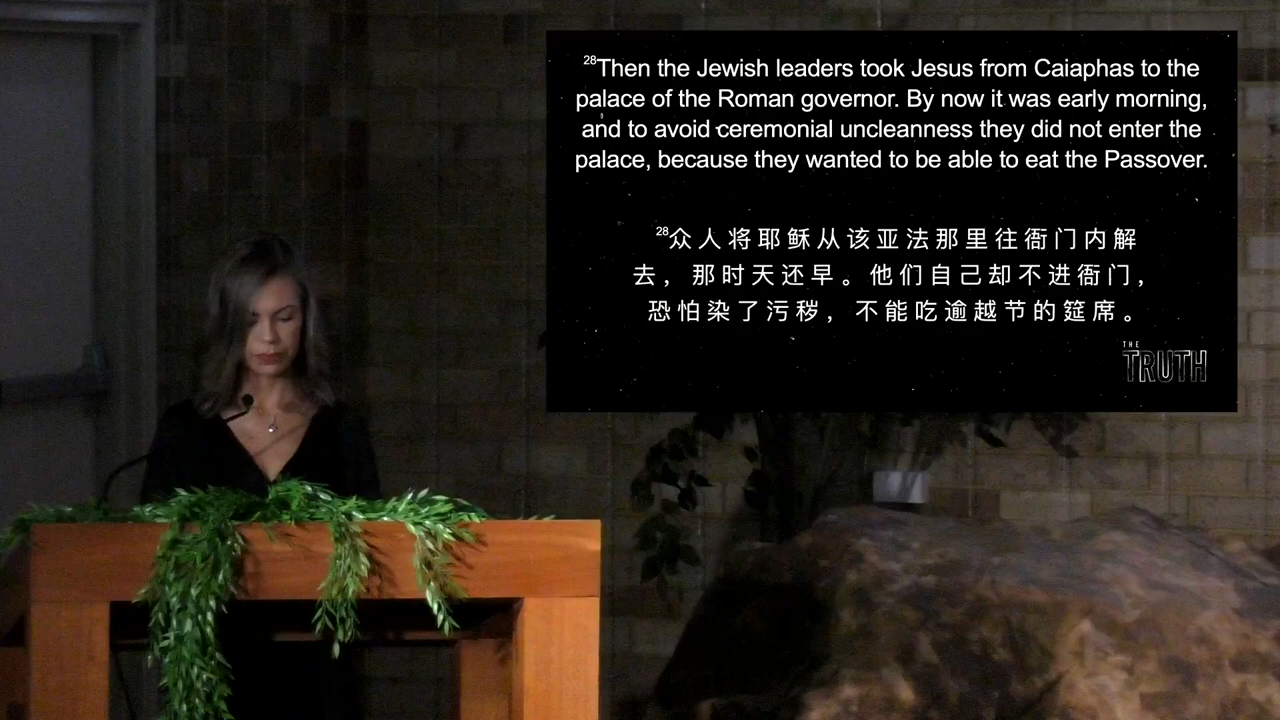 28Then the Jewish leaders took Jesus from Caiaphas to the
palace of the Roman governor. By now it was early morning,
and to avoid ceremonial uncleanness they did not enter the
palace, because they wanted to be able to eat the Passover.
28众人将耶稣从该亚法那里往衙门内解
去，那时天还早。他们自己却不进衙门，
恐怕染了污秽，不能吃逾越节的筵席。
THE
TRUTH